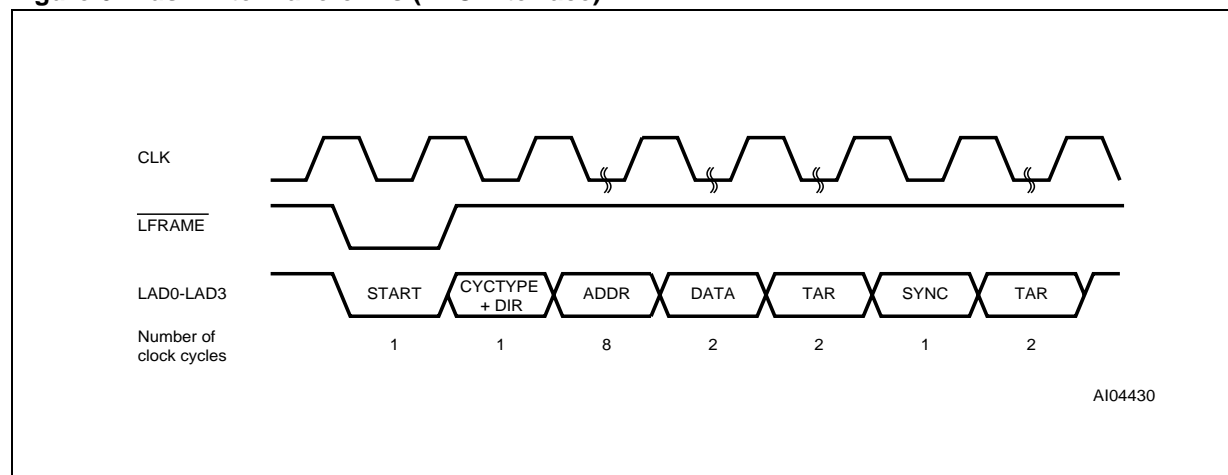 CLK
LFRAME
LAD0-LAD3
START
CYCTYPE
+ DIR
ADDR
DATA
TAR
SYNC
TAR
Number of
clock cycles
1
1
8
2
2
1
2
AI04430